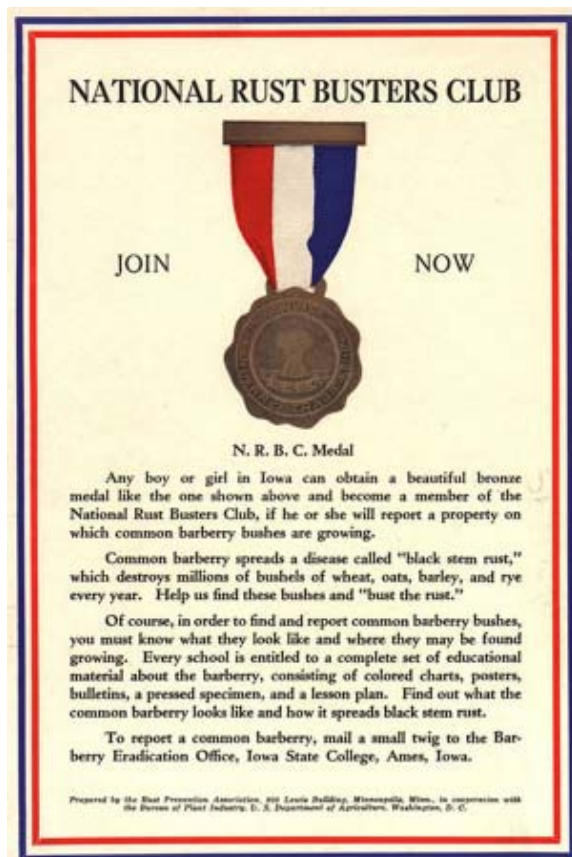 NATIONAL RUST BUSTERS CLUB
JOIN NOW
N. R. B. C. Medal
Any boy or girl in Iowa can obtain a beautiful bronze
medal like the one shown above and become a member of the
National Rust Busters Club, if he or she will report a property on
which common barberry bushes are growing.
Common barberry spreads a disease called "black stem rust,"
which destroys millions of bushels of wheat, oats, barley, and rye
every year. Help us find these bushes and "bust the rust."
Of course, in order to find and report common barberry bushes,
you must know what they look like and where they may be found
growing. Every school is entitled to a complete set of educational
material about the barberry, consisting of colored charts, posters,
bulletins, a pressed specimen, and a lesson plan. Find out what the
common barberry looks like and how it spreads black stem rust.
To report a common barberry, mail a small twig to the Bar-
berry Eradication Office, Iowa State College, Ames, Iowa.
Prepared by the Rust Prevention Association, Lewis Building, Minneapolis, Minn., in cooperation with
the Bureau of Plant Industry, U. S. Department of Agriculture, Washington, D. C.